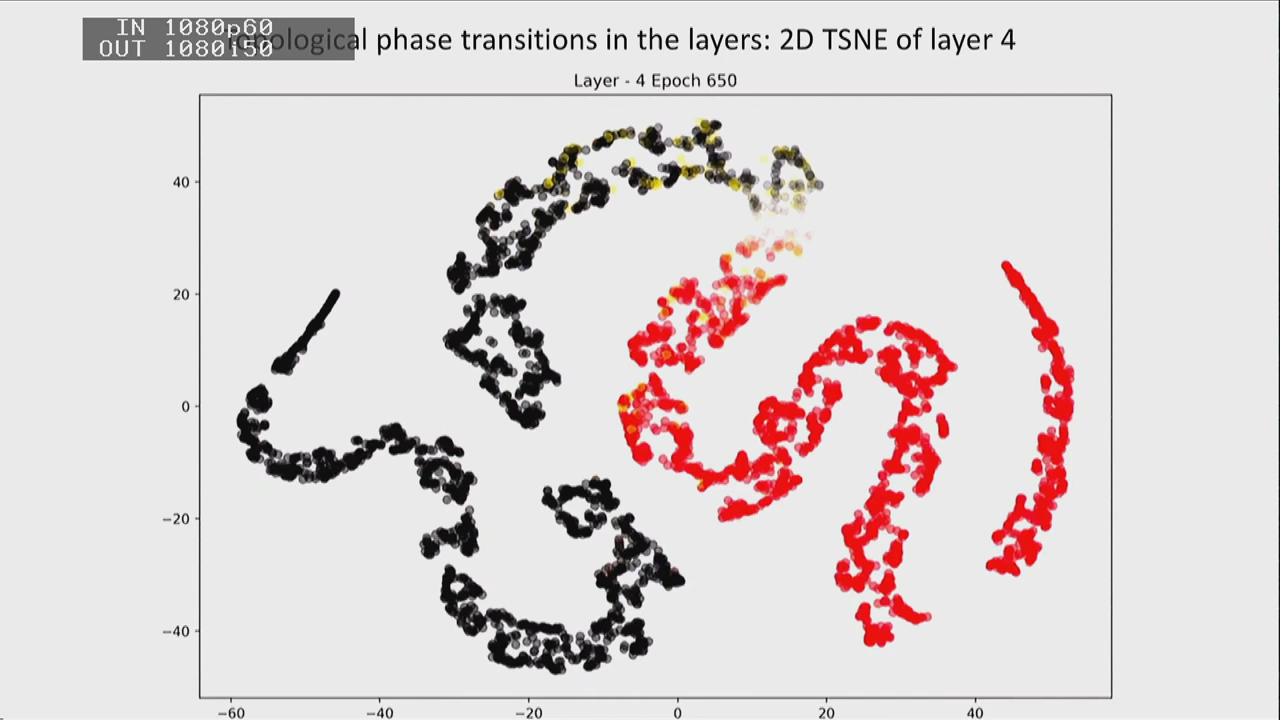 IN 1080p60
OUT 1080i50
phase transitions in the layers: 2D TSNE of layer 4
Layer - 4 Epoch 650
40
20
0
−20
−40
−60
−40
−20
0
20
40